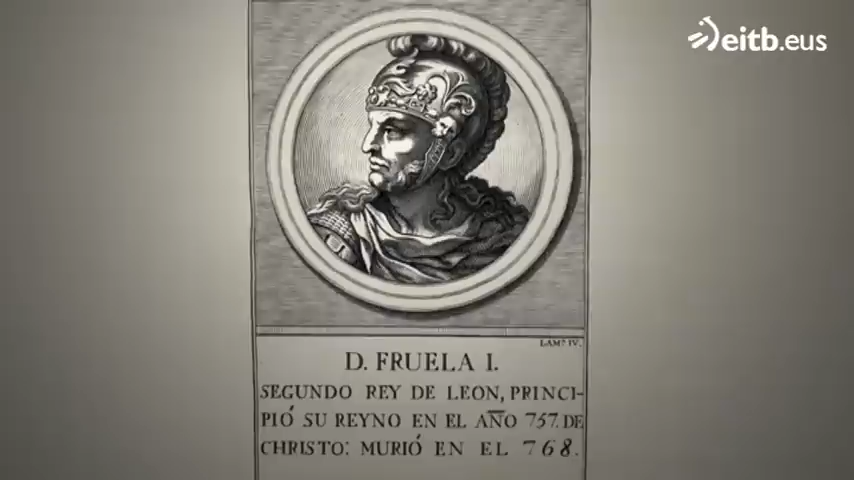 eitb.eus
LAM.ª IV.
D. FRUELA I.
SEGUNDO REY DE LEON, PRINCI-
PIÓ SU REYNO EN EL AÑO 757. DE
CHRISTO: MURIÓ EN EL 768.